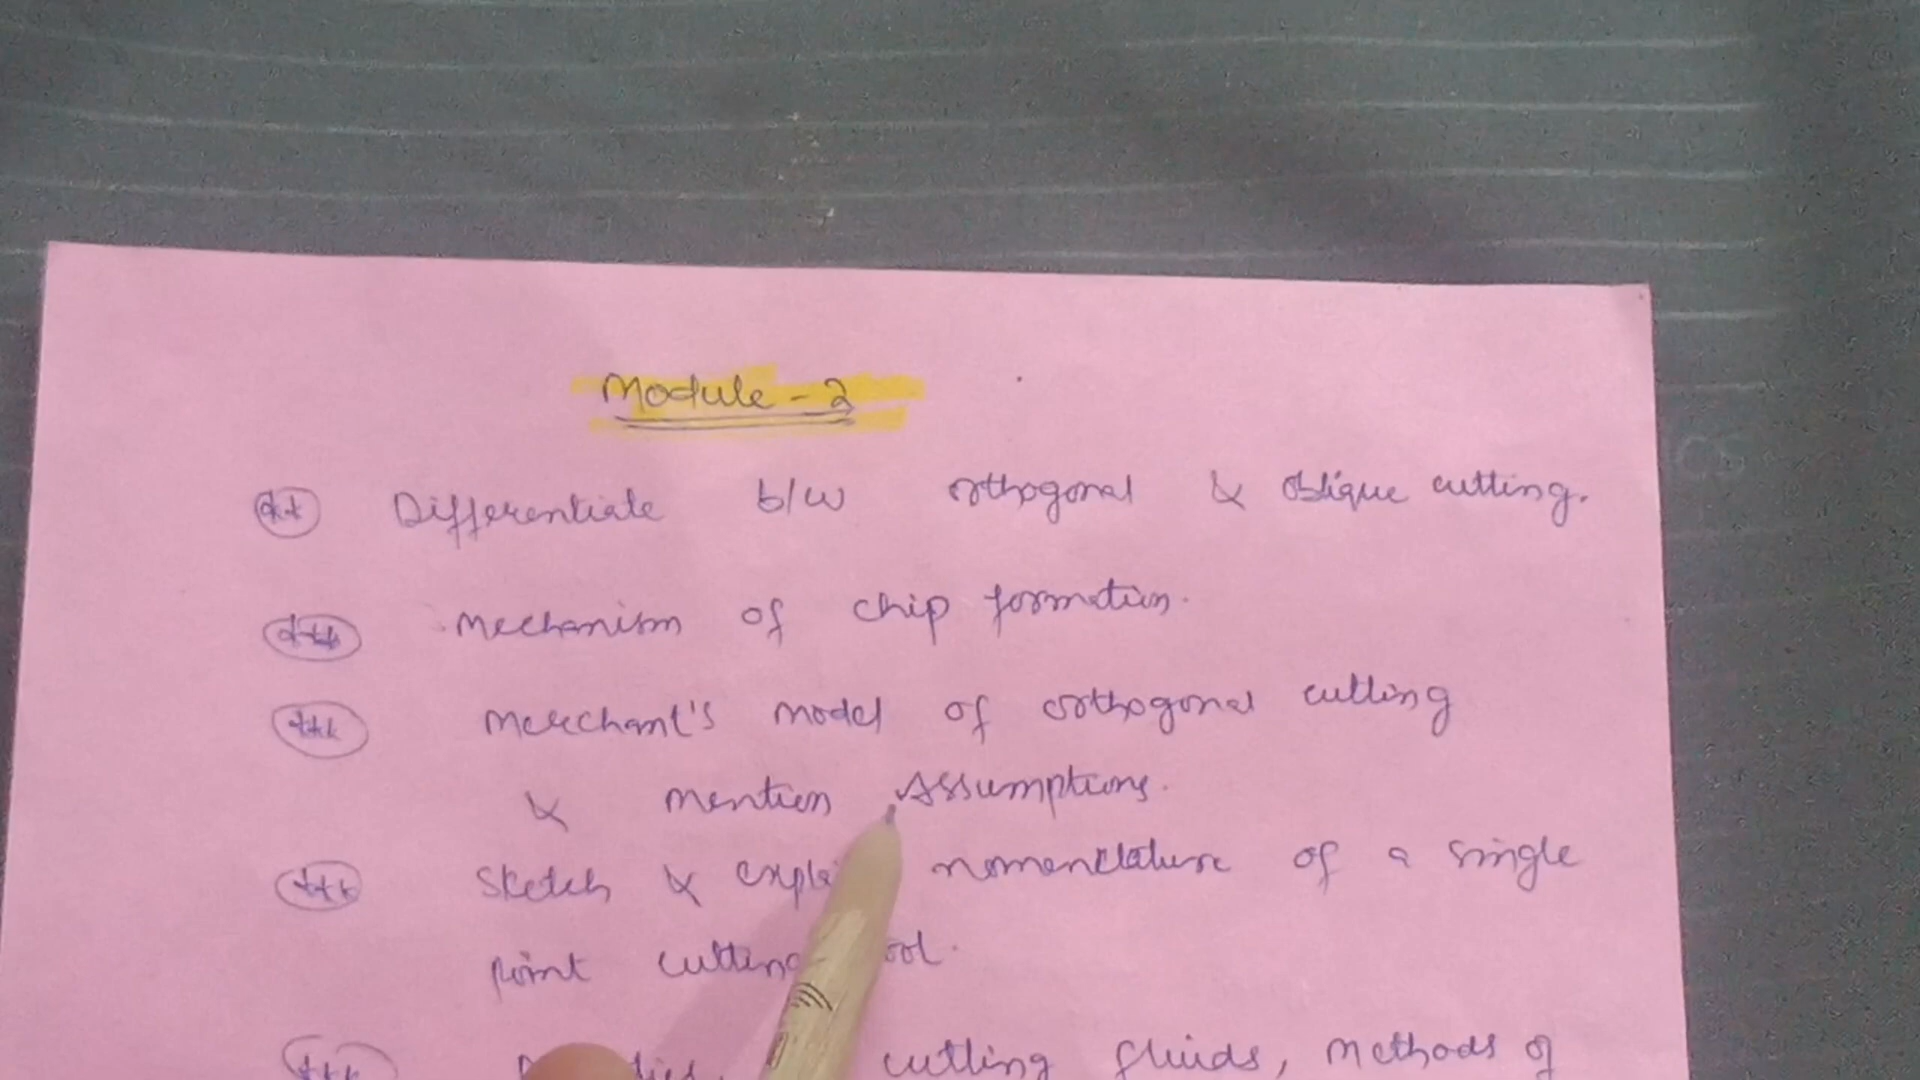 Module - 2
** Differentiate b/w orthogonal & oblique cutting.
*** Mechanism of chip formation.
*** Merchant's model of orthogonal cutting
& mention Assumptions.
*** Sketch & nomenclature of a single
point cutting
*** cutting fluids, Methods of